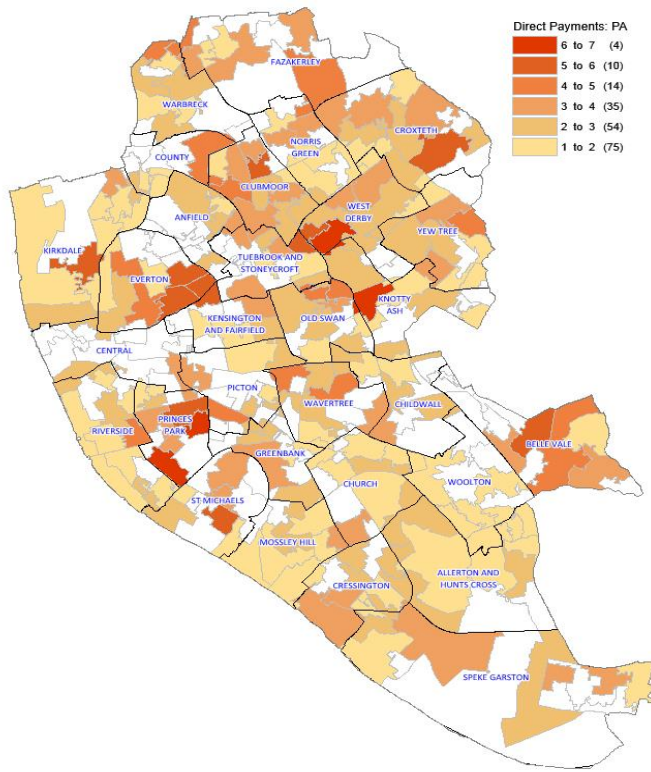 Direct Payments: PA
6 to 7 (4)
5 to 6 (10)
4 to 5 (14)
3 to 4 (35)
2 to 3 (54)
1 to 2 (75)
FAZAKERLEY
WARBRECK
CROXTETH
NORRIS
GREEN
COUNTY
CLUBMOOR
WEST
DERBY
ANFIELD
YEW TREE
KIRKDALE
TUEBROOK AND
STONEYCROFT
EVERTON
KNOTTY
ASH
KENSINGTON
AND FAIRFIELD
OLD SWAN
CENTRAL
PICTON
WAVERTREE
CHILDWALL
PRINCES
PARK
RIVERSIDE
BELLE VALE
GREENBANK
CHURCH
WOOLTON
ST MICHAELS
MOSSLEY HILL
ALLERTON AND
HUNTS CROSS
CRESSINGTON
SPEKE GARSTON